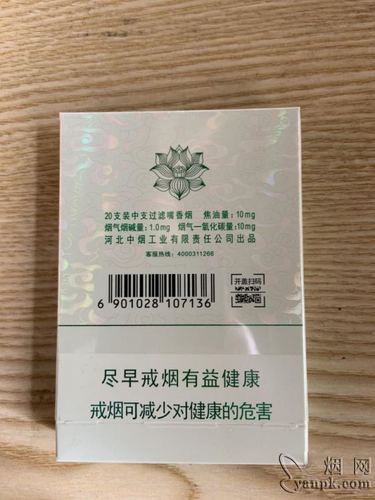 20支装中支过滤嘴香烟 焦油量：10mg
烟气烟碱量：1.0mg 烟气一氧化碳量：10mg
河北中烟工业有限责任公司出品
客服热线：4000311266
开盖扫码
6 901028 107136
尽早戒烟有益健康
戒烟可减少对健康的危害
烟网
yanpk.com